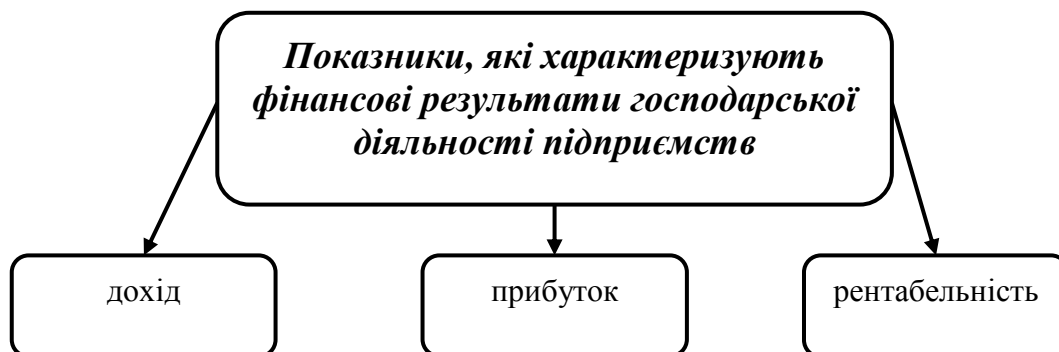 Показники, які характеризують
фінансові результати господарської
діяльності підприємств
дохід
прибуток
рентабельність